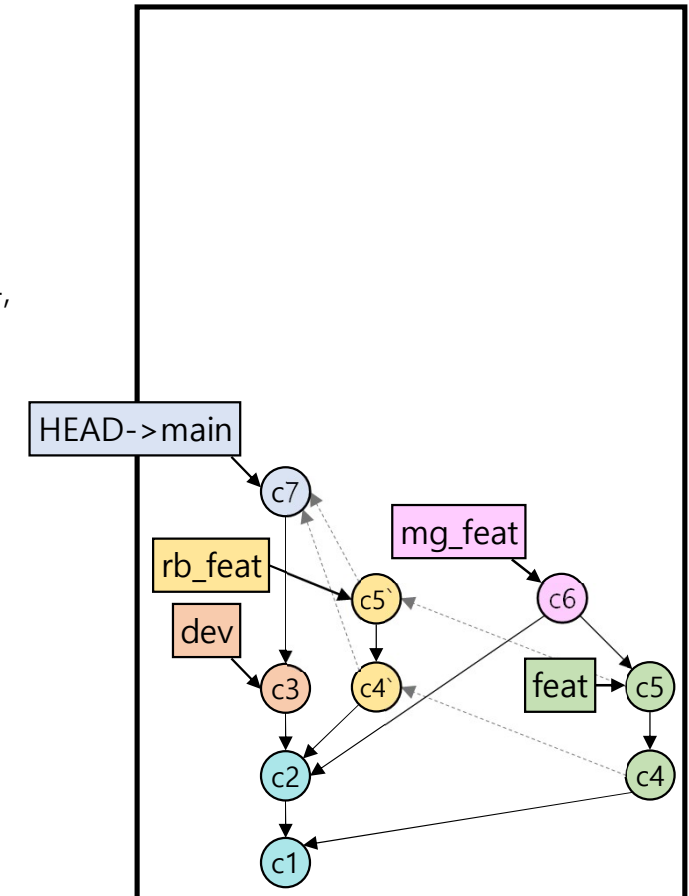 ,
HEAD->main
c7
mg_feat
rb_feat
c5`
c6
dev
c3
c4`
feat
c5
c2
c4
c1